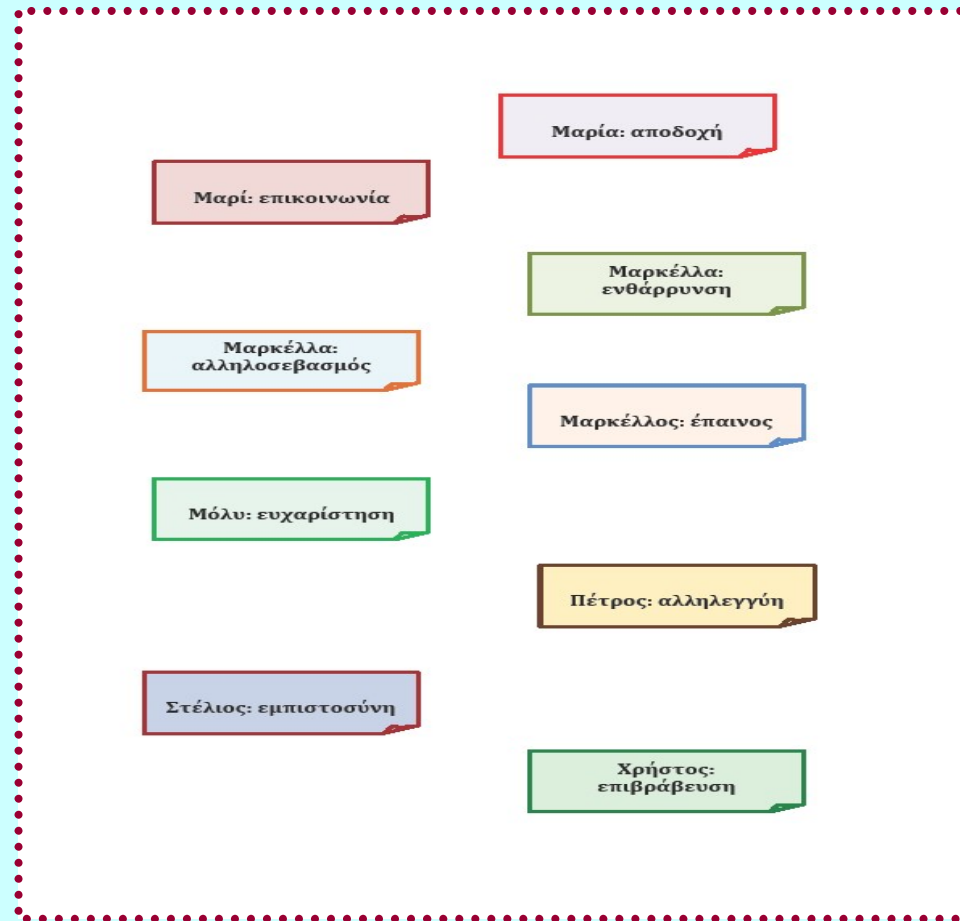 Μαρία: αποδοχή
Μαρί: επικοινωνία
Μαρκέλλα:
ενθάρρυνση
Μαρκέλλα:
αλληλοσεβασμός
Μαρκέλλος: έπαινος
Μόλυ: ευχαρίστηση
Πέτρος: αλληλεγγύη
Στέλιος: εμπιστοσύνη
Χρήστος:
επιβράβευση